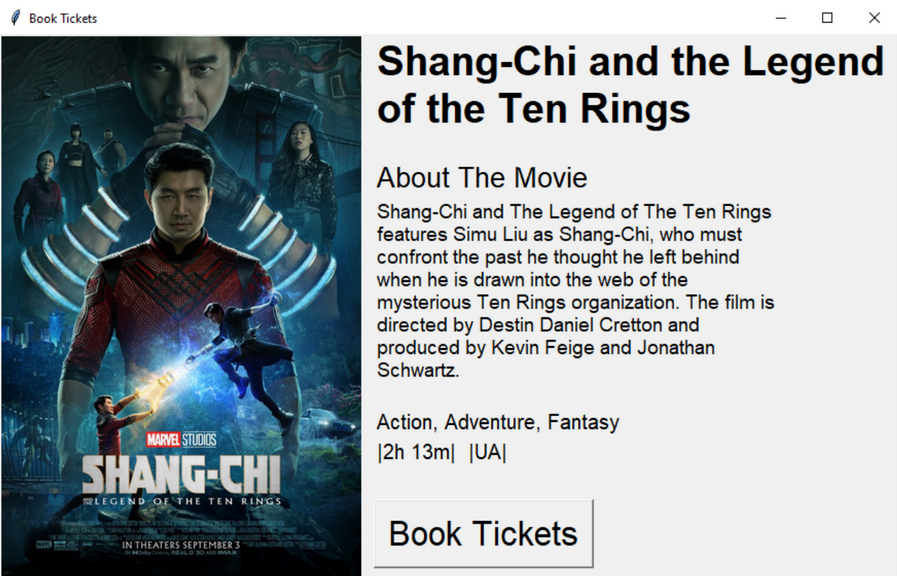 Book Tickets
Shang-Chi and the Legend
of the Ten Rings
About The Movie
Shang-Chi and The Legend of The Ten Rings
features Simu Liu as Shang-Chi, who must
confront the past he thought he left behind
when he is drawn into the web of the
mysterious Ten Rings organization. The film is
directed by Destin Daniel Cretton and
produced by Kevin Feige and Jonathan
Schwartz.
Action, Adventure, Fantasy
|2h 13m| |UA|
Book Tickets
MARVEL STUDIOS
SHANG-CHI
AND THE LEGEND OF THE TEN RINGS
IN THEATERS SEPTEMBER 3